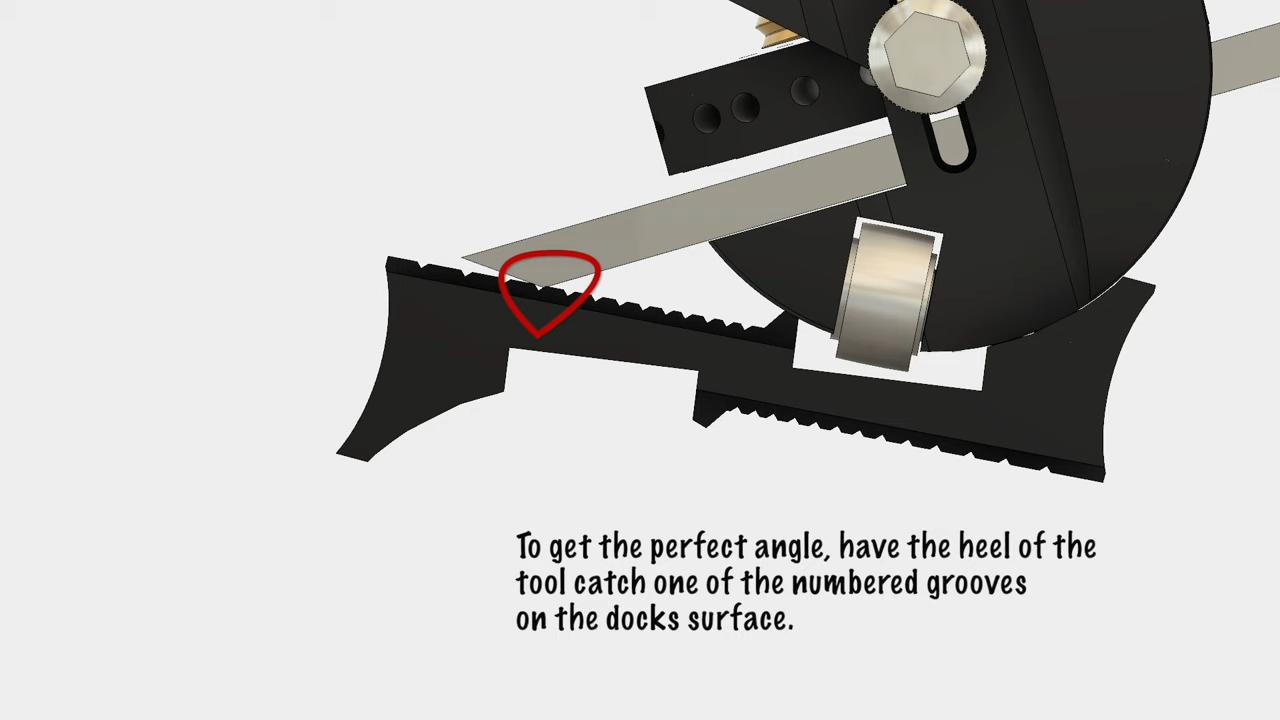 To get the perfect angle, have the heel of the
tool catch one of the numbered grooves
on the docks surface.